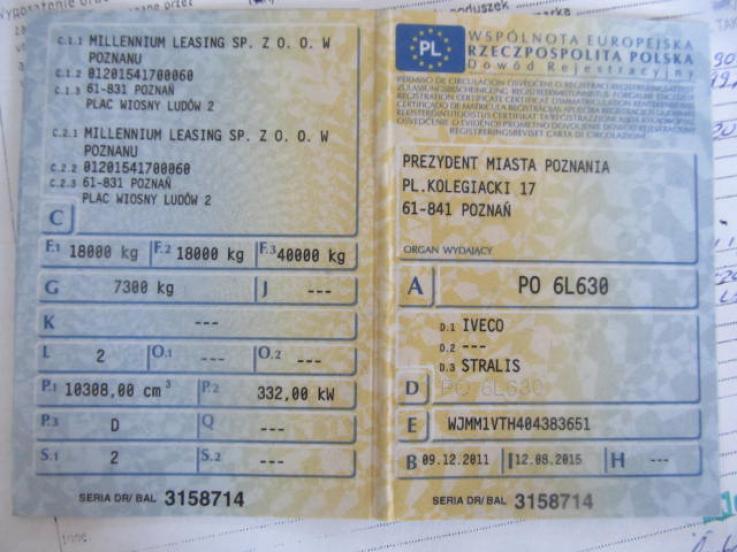 C.1.1 MILLENNIUM LEASING SP. Z O. O. W
POZNANU
C.1.2 01201541700060
C.1.3 61-831 POZNAŃ
PLAC WIOSNY LUDÓW 2
C.2.1 MILLENNIUM LEASING SP. Z O. O. W
POZNANU
C.2.2 01201541700060
C.2.3 61-831 POZNAŃ
PLAC WIOSNY LUDÓW 2
C
F.1 18000 kg F.2 18000 kg F.3 40000 kg
G 7300 kg J ---
K ---
L 2 O.1 --- O.2 ---
P.1 10308,00 cm³ P.2 332,00 kW
P.3 D Q ---
S.1 2 S.2 ---
SERIA DR/BAL 3158714
PL
WSPÓLNOTA EUROPEJSKA
RZECZPOSPOLITA POLSKA
Dowód Rejestracyjny
PREZYDENT MIASTA POZNANIA
PL.KOLEGIACKI 17
61-841 POZNAŃ
ORGAN WYDAJĄCY
A PO 6L630
D.1 IVECO
D.2 ---
D.3 STRALIS
D PO 6L630
E WJMM1VTH404383651
B 09.12.2011 I 12.08.2015 H ---
SERIA DR/BAL 3158714